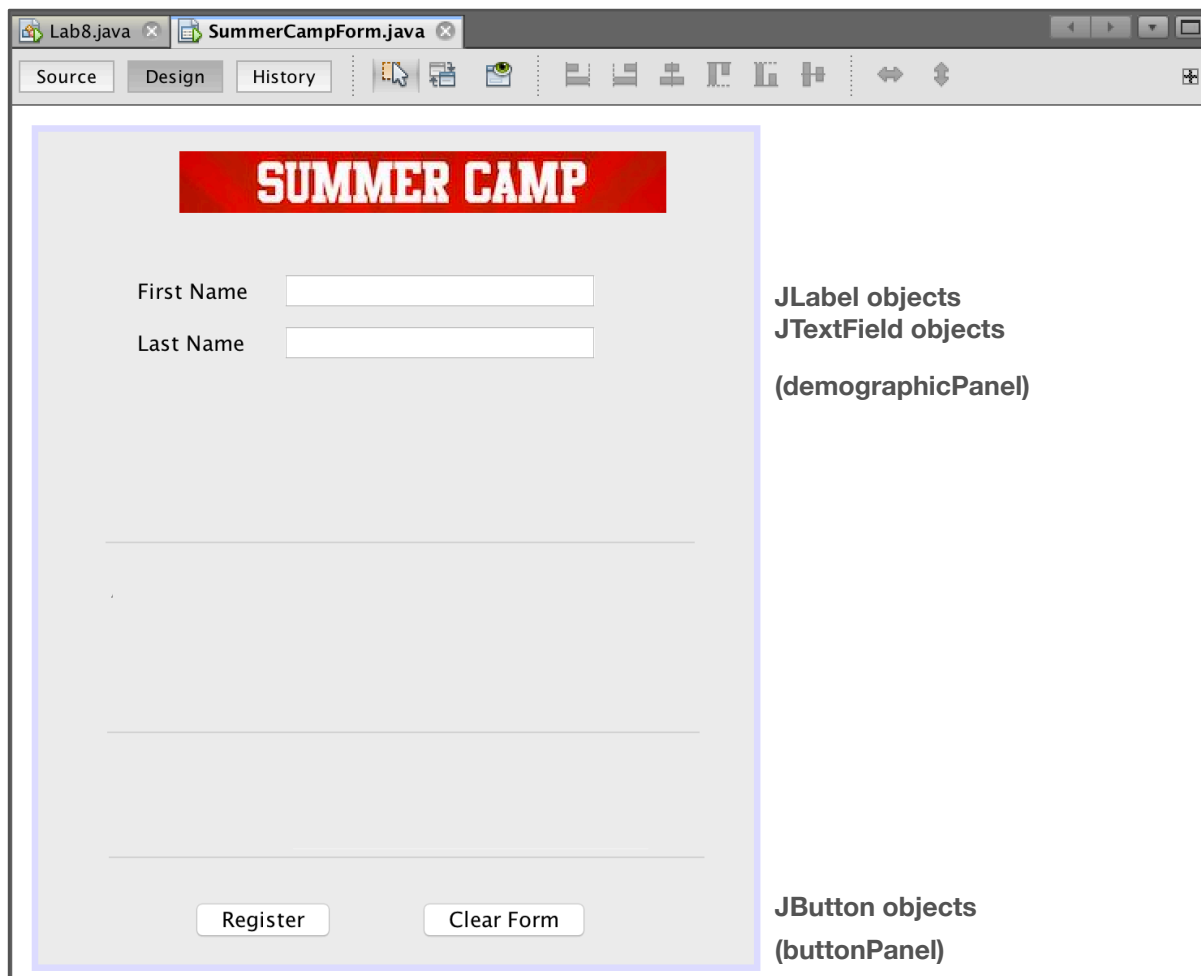 Lab8.java SummerCampForm.java
Source Design History
SUMMER CAMP
First Name
Last Name
JLabel objects
JTextField objects
(demographicPanel)
Register Clear Form
JButton objects
(buttonPanel)